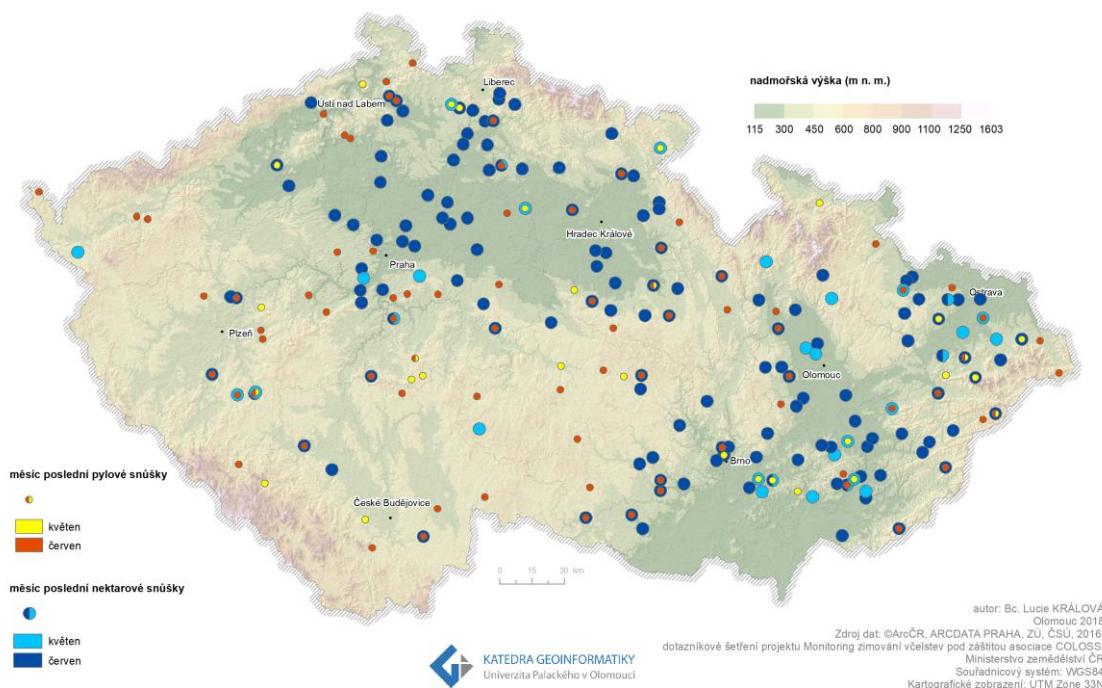 Liberec
Ústí nad Labem
nadmořská výška (m n. m.)
115 300 450 600 800 900 1100 1250 1603
Hradec Králové
Praha
Ostrava
Plzeň
Olomouc
Brno
České Budějovice
měsíc poslední pylové snůšky
květen
červen
měsíc poslední nektarové snůšky
květen
červen
0 15 30 km
KATEDRA GEOINFORMATIKY
Univerzita Palackého v Olomouci
autor: Bc. Lucie KRÁLOVÁ
Olomouc 2018
Zdroj dat: ©ArcČR, ARCDATA PRAHA, ZÚ, ČSÚ, 2016
dotazníkové šetření projektu Monitoring zimování včelstev pod záštitou asociace COLOSS
Ministerstvo zemědělství ČR
Souřadnicový systém: WGS84
Kartografické zobrazení: UTM Zone 33N